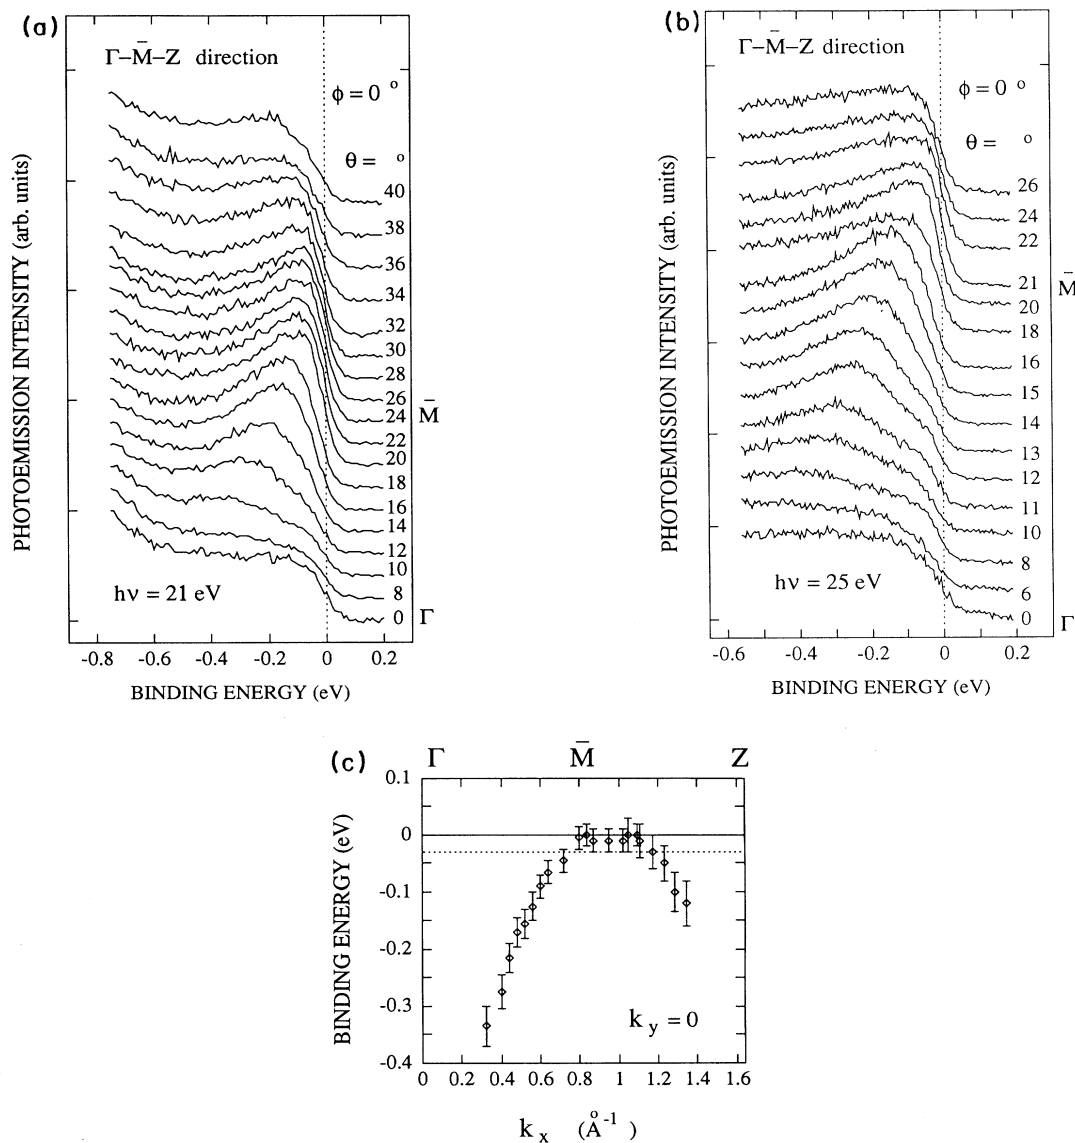 (a)
Γ–M̄–Z direction
ϕ = 0 °
θ = °
40
38
36
34
32
30
28
26
24 M̄
22
20
18
16
14
12
10
8
0 Γ
hν = 21 eV
PHOTOEMISSION INTENSITY (arb. units)
-0.8 -0.6 -0.4 -0.2 0 0.2
BINDING ENERGY (eV)
(b)
Γ–M̄–Z direction
ϕ = 0 °
θ = °
26
24
22
21 M̄
20
18
16
15
14
13
12
11
10
8
6
0 Γ
hν = 25 eV
PHOTOEMISSION INTENSITY (arb. units)
-0.6 -0.4 -0.2 0 0.2
BINDING ENERGY (eV)
(c)
Γ M̄ Z
0.1
0
-0.1
-0.2
-0.3
-0.4
BINDING ENERGY (eV)
k y = 0
0 0.2 0.4 0.6 0.8 1 1.2 1.4 1.6
k x (Å-1)